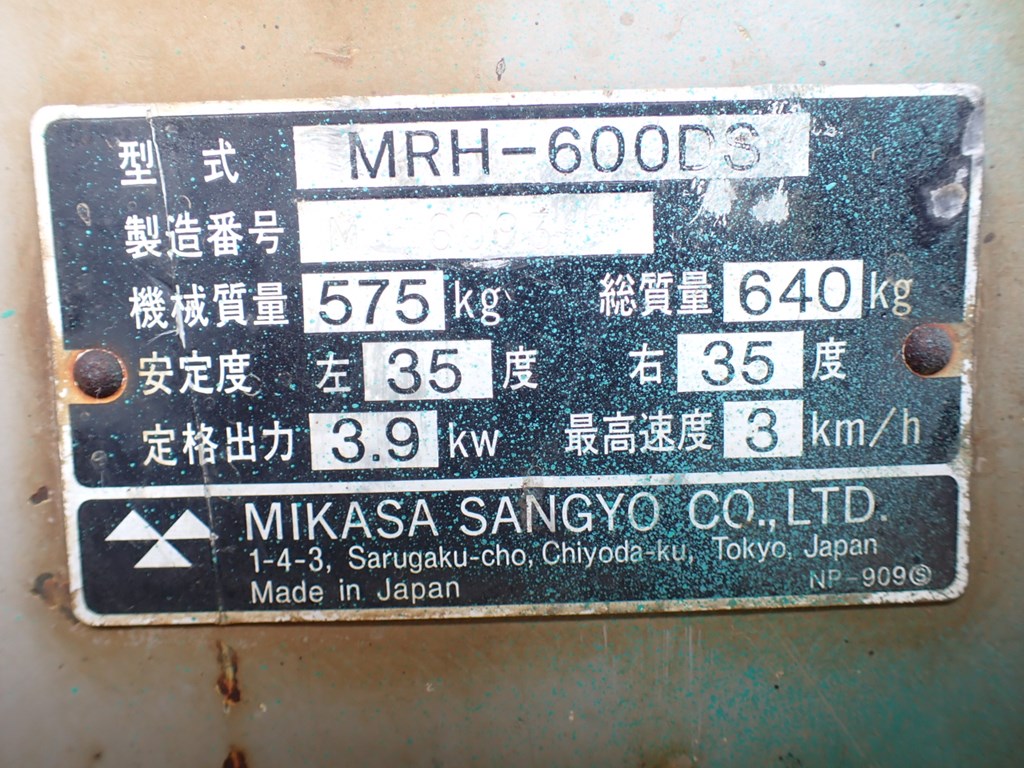 型式 MRH-600DS
製造番号
機械質量 575 kg 総質量 640 kg
安定度 左 35 度 右 35 度
定格出力 3.9 kw 最高速度 3 km/h
MIKASA SANGYO CO., LTD.
1-4-3, Sarugaku-cho, Chiyoda-ku, Tokyo, Japan
Made in Japan NP-909Ⓢ